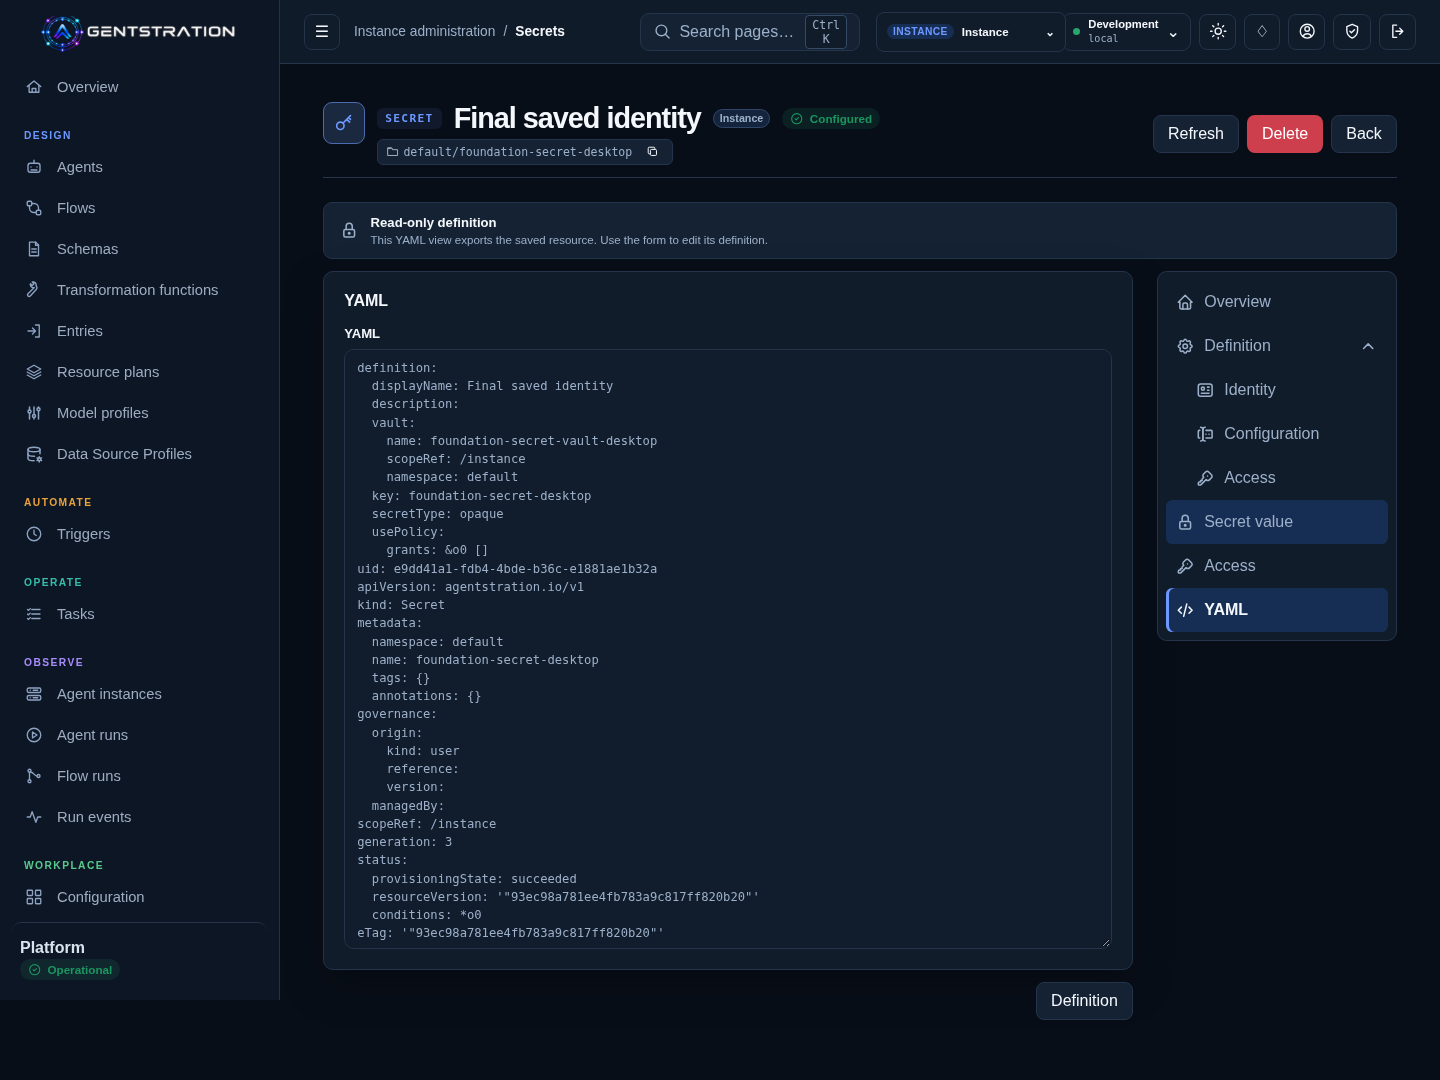 GENTSTRATION
☰
Instance administration / Secrets
Search pages…
Ctrl K
INSTANCE Instance
Development
local
Overview
DESIGN
Agents
Flows
Schemas
Transformation functions
Entries
Resource plans
Model profiles
Data Source Profiles
AUTOMATE
Triggers
OPERATE
Tasks
OBSERVE
Agent instances
Agent runs
Flow runs
Run events
WORKPLACE
Configuration
Platform
Operational
SECRET Final saved identity Instance Configured
default/foundation-secret-desktop
Refresh
Delete
Back
Read-only definition
This YAML view exports the saved resource. Use the form to edit its definition.
YAML
YAML
definition:
  displayName: Final saved identity
  description:
  vault:
    name: foundation-secret-vault-desktop
    scopeRef: /instance
    namespace: default
  key: foundation-secret-desktop
  secretType: opaque
  usePolicy:
    grants: &o0 []
uid: e9dd41a1-fdb4-4bde-b36c-e1881ae1b32a
apiVersion: agentstration.io/v1
kind: Secret
metadata:
  namespace: default
  name: foundation-secret-desktop
  tags: {}
  annotations: {}
governance:
  origin:
    kind: user
    reference:
    version:
  managedBy:
scopeRef: /instance
generation: 3
status:
  provisioningState: succeeded
  resourceVersion: '"93ec98a781ee4fb783a9c817ff820b20"'
  conditions: *o0
eTag: '"93ec98a781ee4fb783a9c817ff820b20"'
Definition
Overview
Definition
Identity
Configuration
Access
Secret value
Access
YAML